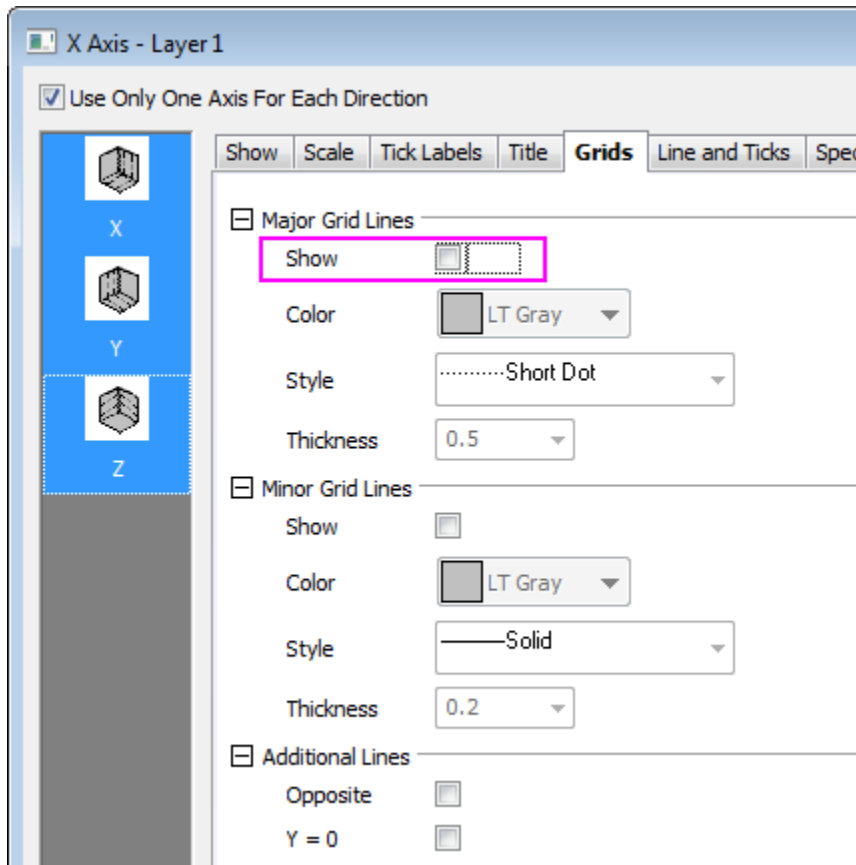 X Axis - Layer1
Use Only One Axis For Each Direction
Show Scale Tick Labels Title Grids Line and Ticks Spec
X
Y
Z
Major Grid Lines
Show
Color LT Gray
Style Short Dot
Thickness 0.5
Minor Grid Lines
Show
Color LT Gray
Style Solid
Thickness 0.2
Additional Lines
Opposite
Y = 0